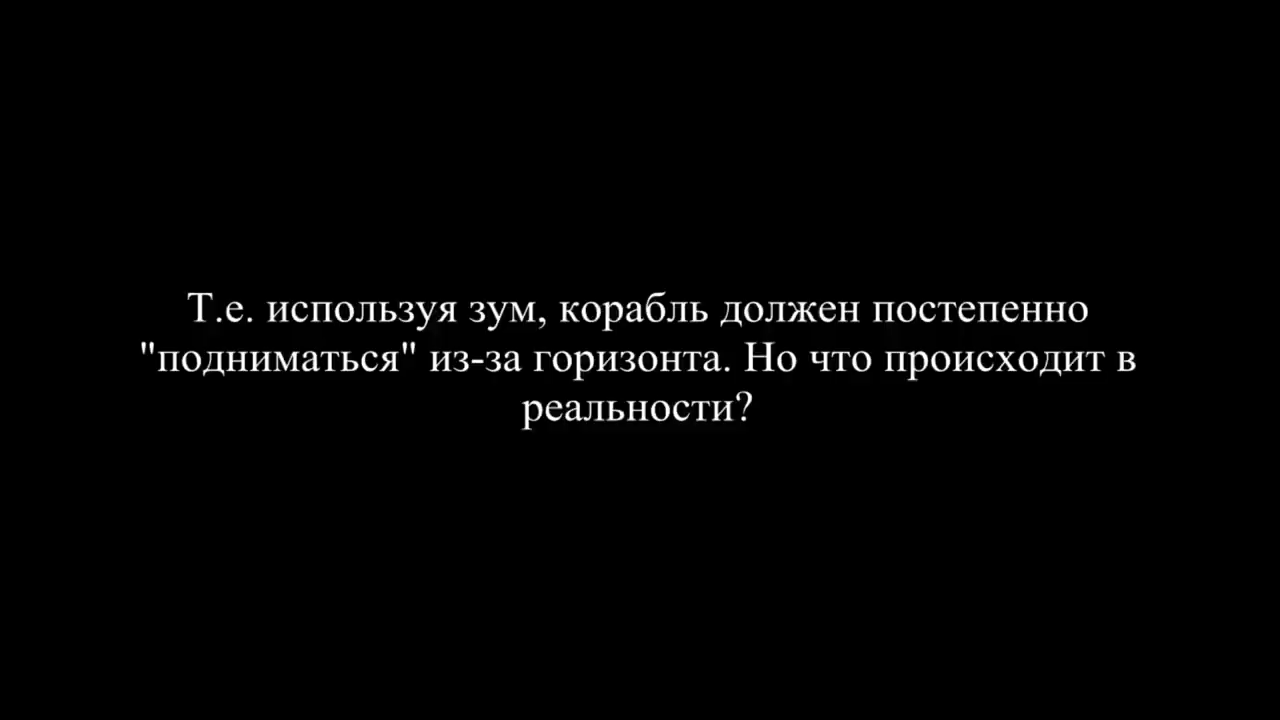 Т.е. используя зум, корабль должен постепенно
"подниматься" из-за горизонта. Но что происходит в
реальности?